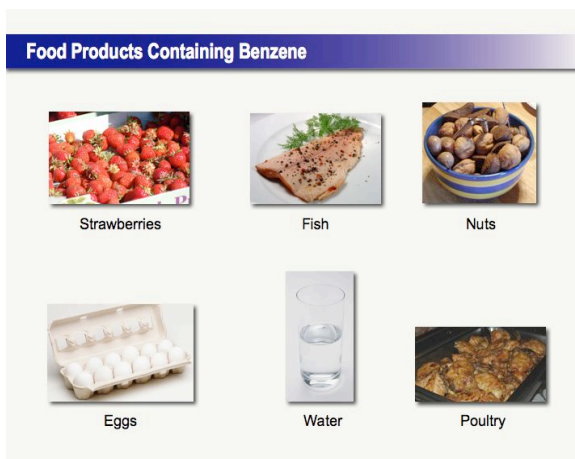 Food Products Containing Benzene
Strawberries
Fish
Nuts
Eggs
Water
Poultry